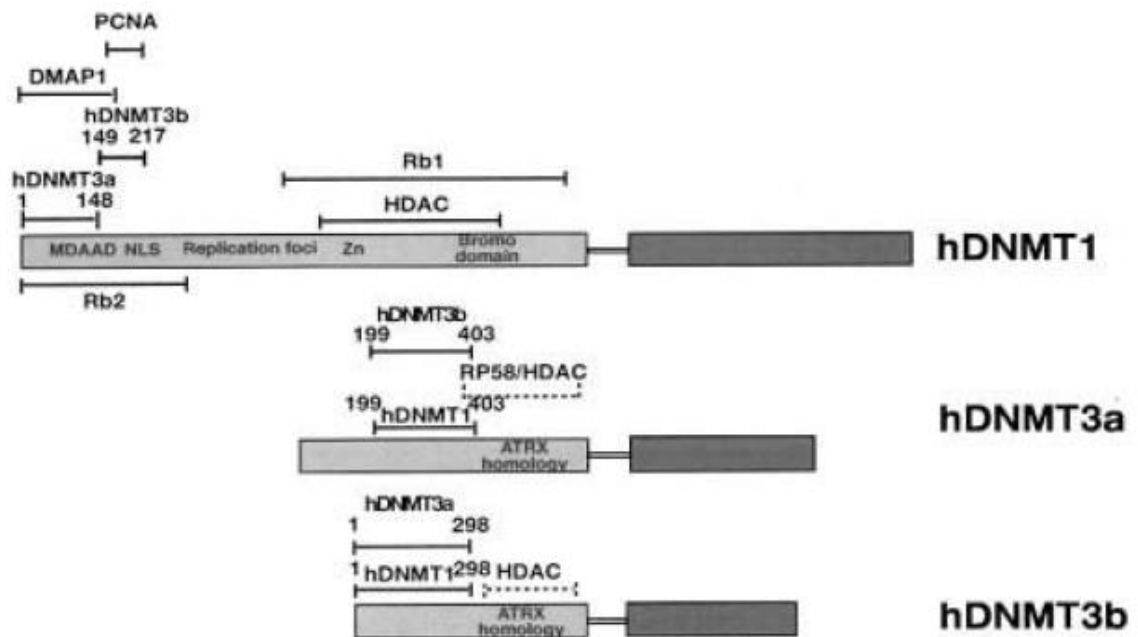 PCNA
DMAP1
hDNMT3b
149 217
Rb1
hDNMT3a
1 148
HDAC
MDAAD NLS Replication foci Zn Bromo domain
hDNMT1
Rb2
hDNMT3b
199 403
RP58/HDAC
199 403
hDNMT1
hDNMT3a
ATRX
homology
hDNMT3a
1 298
1 hDNMT1 298 HDAC
ATRX
homology
hDNMT3b